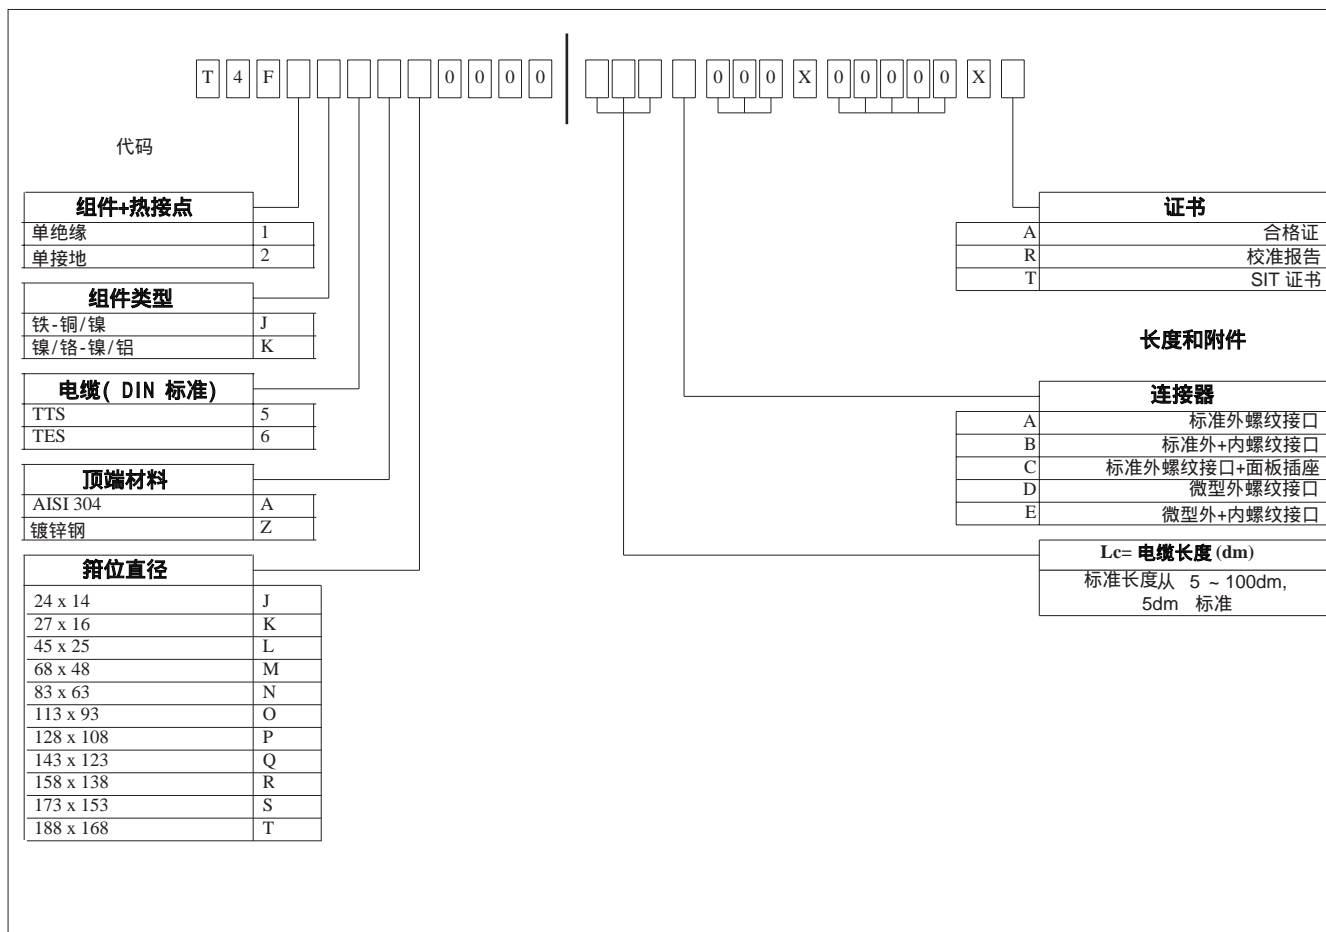 T 4 F 0 0 0 0 0 0 0 X 0 0 0 0 0 X
代码
组件+热接点
单绝缘 1
单接地 2
组件类型
铁-铜/镍 J
镍/铬-镍/铝 K
电缆( DIN 标准)
TTS 5
TES 6
顶端材料
AISI 304 A
镀锌钢 Z
箝位直径
24 x 14 J
27 x 16 K
45 x 25 L
68 x 48 M
83 x 63 N
113 x 93 O
128 x 108 P
143 x 123 Q
158 x 138 R
173 x 153 S
188 x 168 T
证书
A 合格证
R 校准报告
T SIT 证书
长度和附件
连接器
A 标准外螺纹接口
B 标准外+内螺纹接口
C 标准外螺纹接口+面板插座
D 微型外螺纹接口
E 微型外+内螺纹接口
Lc= 电缆长度 (dm)
标准长度从 5 ~ 100dm,
5dm 标准